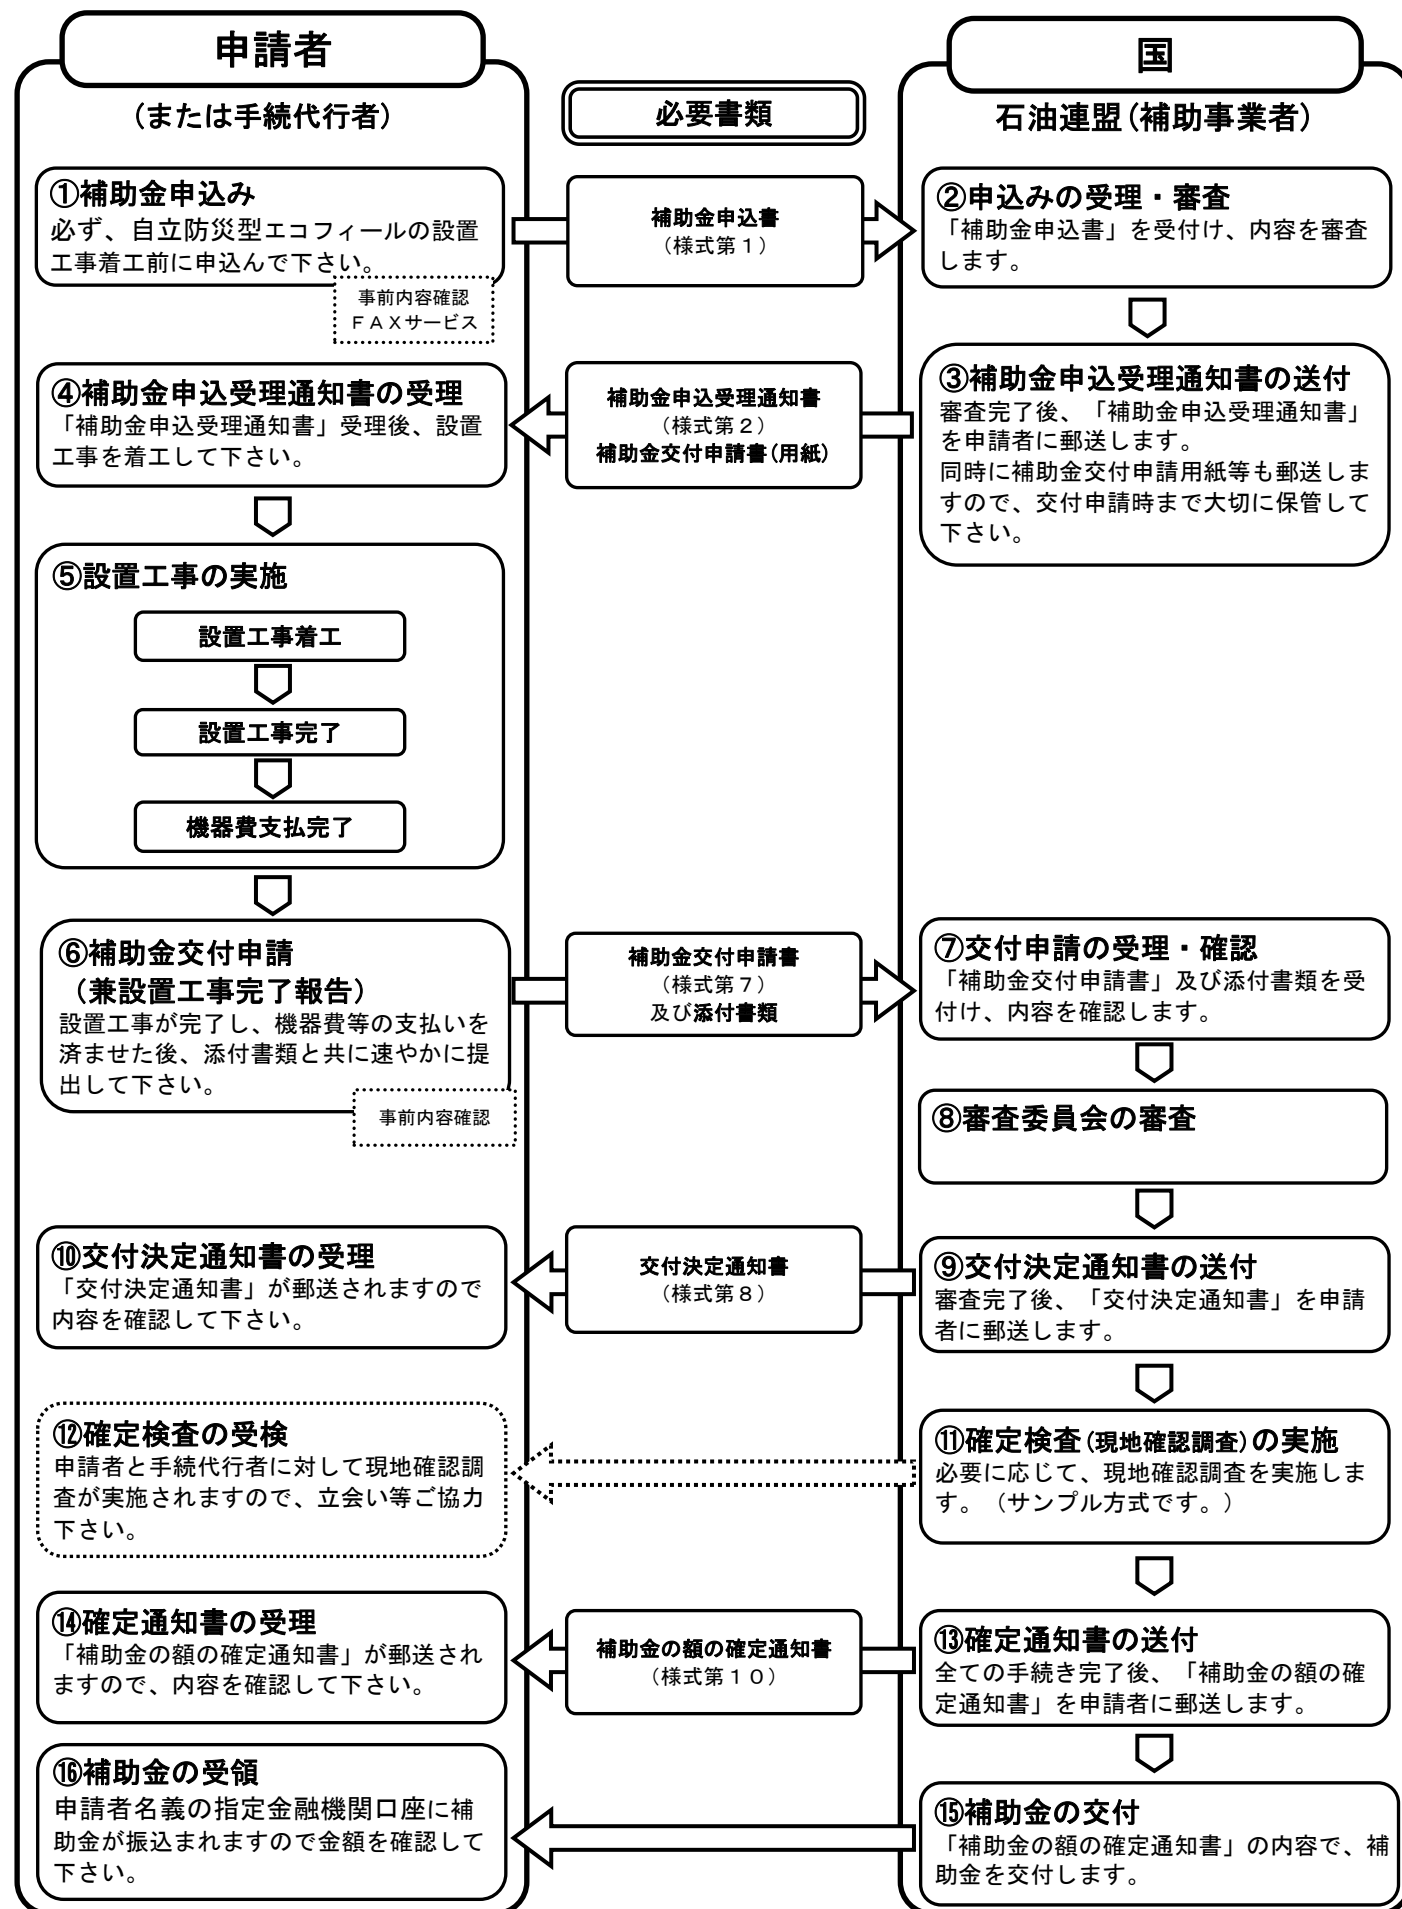 申請者
(または手続代行者)
必要書類
国
石油連盟(補助事業者)
①補助金申込み
必ず、自立防災型エコフィールの設置
工事着工前に申込んで下さい。
事前内容確認
ＦＡＸサービス
補助金申込書
（様式第１）
②申込みの受理・審査
「補助金申込書」を受付け、内容を審査
します。
③補助金申込受理通知書の送付
審査完了後、「補助金申込受理通知書」
を申請者に郵送します。
同時に補助金交付申請用紙等も郵送しま
すので、交付申請時まで大切に保管して
下さい。
補助金申込受理通知書
（様式第２）
補助金交付申請書(用紙)
④補助金申込受理通知書の受理
「補助金申込受理通知書」受理後、設置
工事を着工して下さい。
⑤設置工事の実施
設置工事着工
設置工事完了
機器費支払完了
⑥補助金交付申請
（兼設置工事完了報告）
設置工事が完了し、機器費等の支払いを
済ませた後、添付書類と共に速やかに提
出して下さい。
事前内容確認
補助金交付申請書
（様式第７）
及び添付書類
⑦交付申請の受理・確認
「補助金交付申請書」及び添付書類を受
付け、内容を確認します。
⑧審査委員会の審査
⑨交付決定通知書の送付
審査完了後、「交付決定通知書」を申請
者に郵送します。
交付決定通知書
（様式第８）
⑩交付決定通知書の受理
「交付決定通知書」が郵送されますので
内容を確認して下さい。
⑪確定検査(現地確認調査)の実施
必要に応じて、現地確認調査を実施しま
す。（サンプル方式です。）
⑫確定検査の受検
申請者と手続代行者に対して現地確認調
査が実施されますので、立会い等ご協力
下さい。
⑬確定通知書の送付
全ての手続き完了後、「補助金の額の確
定通知書」を申請者に郵送します。
補助金の額の確定通知書
（様式第１０）
⑭確定通知書の受理
「補助金の額の確定通知書」が郵送され
ますので、内容を確認して下さい。
⑮補助金の交付
「補助金の額の確定通知書」の内容で、補
助金を交付します。
⑯補助金の受領
申請者名義の指定金融機関口座に補
助金が振込まれますので金額を確認して
下さい。